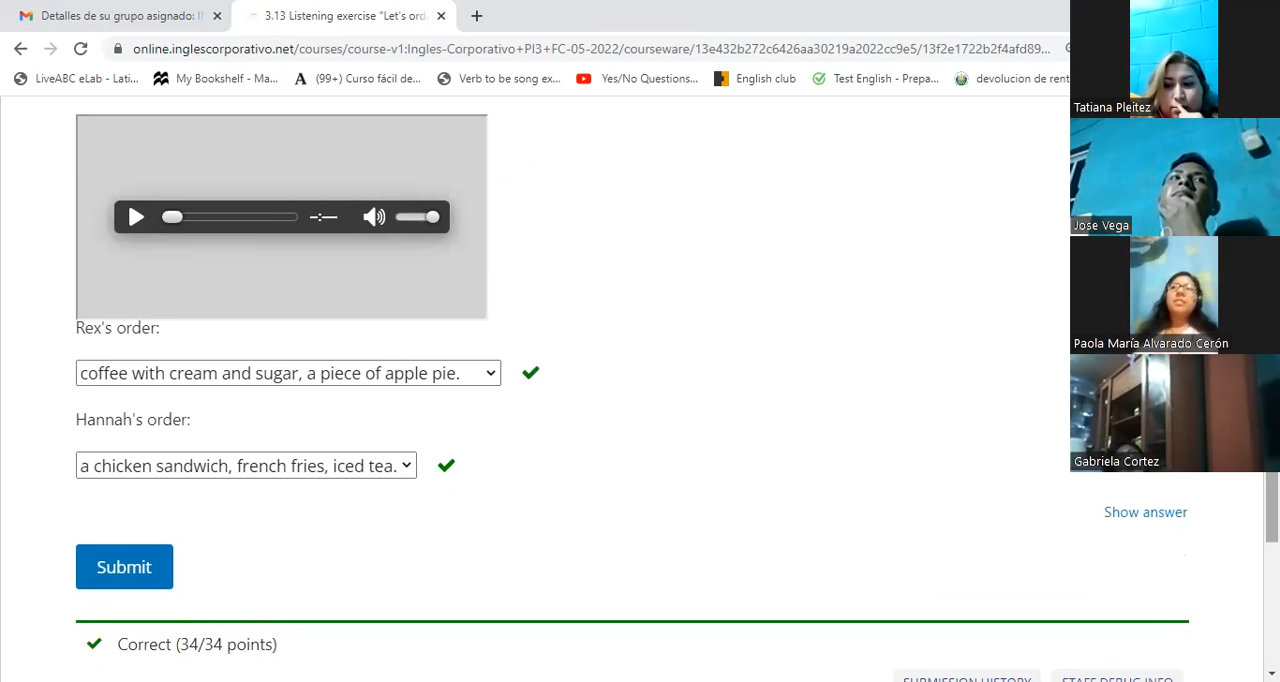 Detalles de su grupo asignado: I
3.13 Listening exercise "Let's ord
online.inglescorporativo.net/courses/course-v1:Ingles-Corporativo+PI3+FC-05-2022/courseware/13e432b272c6426aa30219a2022cc9e5/13f2e1722b2f4afd89...
LiveABC eLab - Lati...
My Bookshelf - Ma...
(99+) Curso fácil de...
Verb to be song ex...
Yes/No Questions...
English club
Test English - Prepa...
devolucion de rent
Tatiana Pleitez
Jose Vega
Paola María Alvarado Cerón
Gabriela Cortez
-:--
Rex's order:
coffee with cream and sugar, a piece of apple pie.
Hannah's order:
a chicken sandwich, french fries, iced tea.
Show answer
Submit
Correct (34/34 points)
SUBMISSION HISTORY
STAFF DEBUG INFO